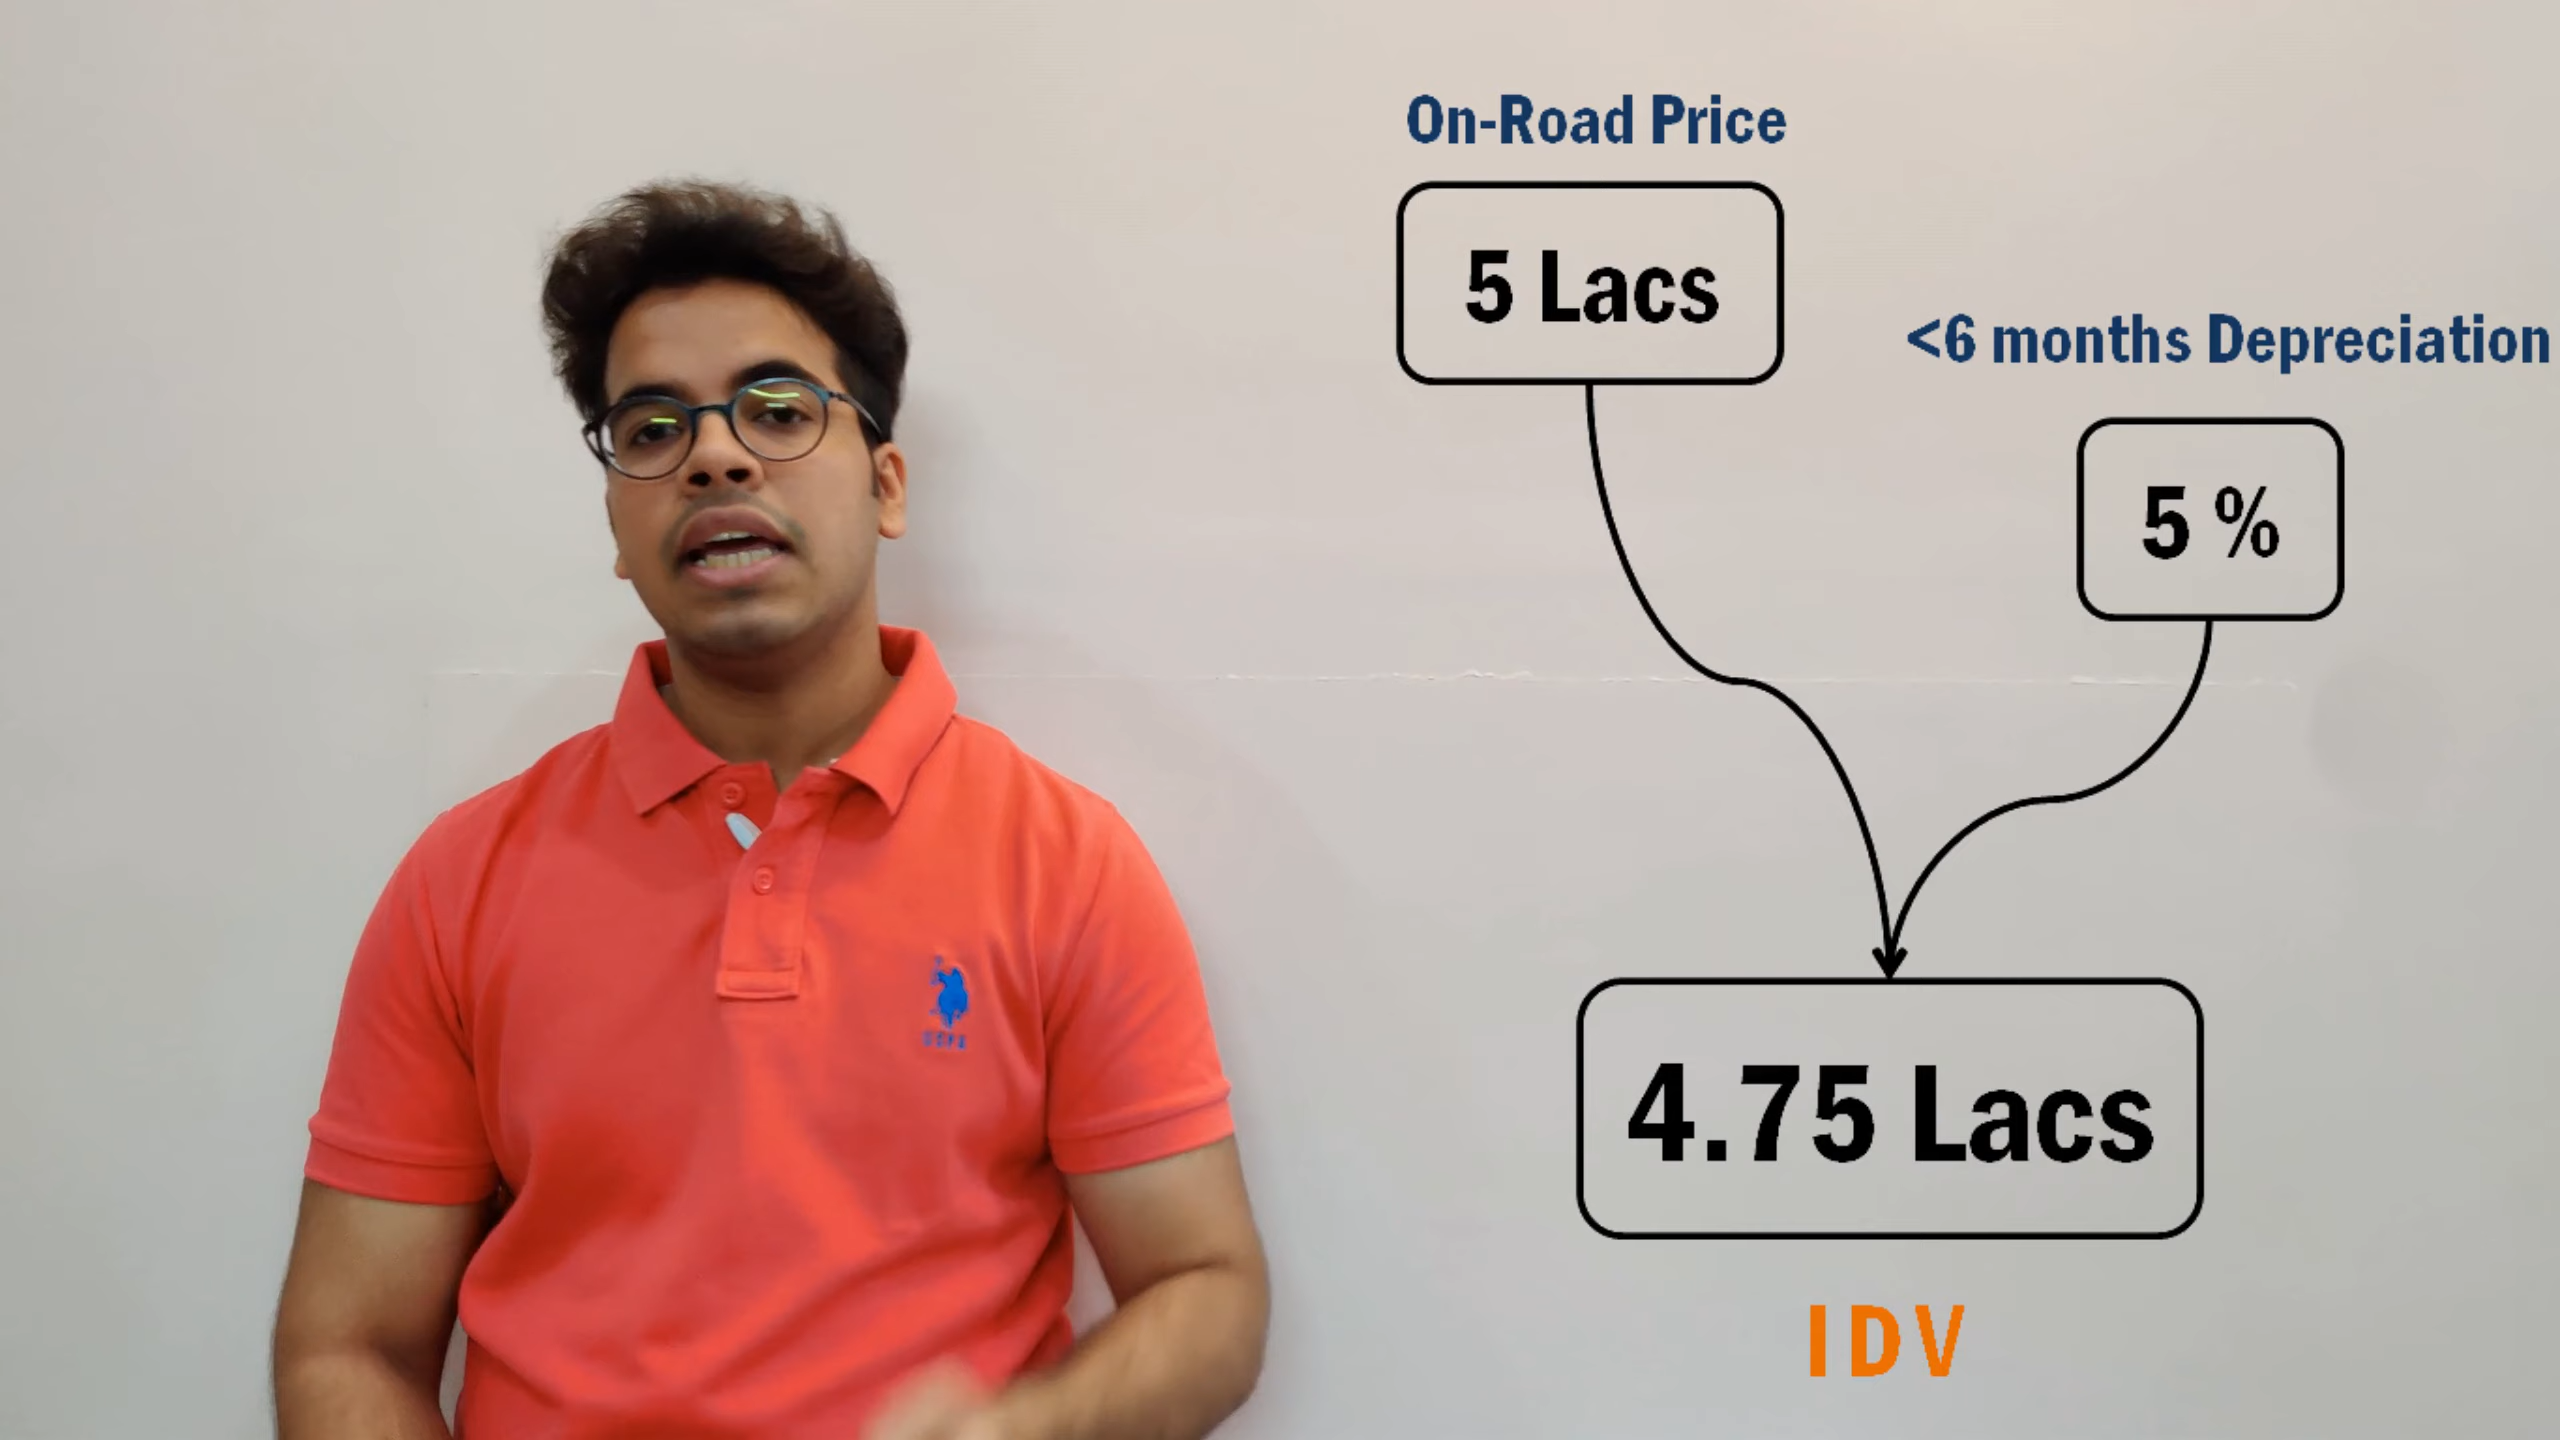 On-Road Price
5 Lacs
<6 months Depreciation
5 %
4.75 Lacs
IDV